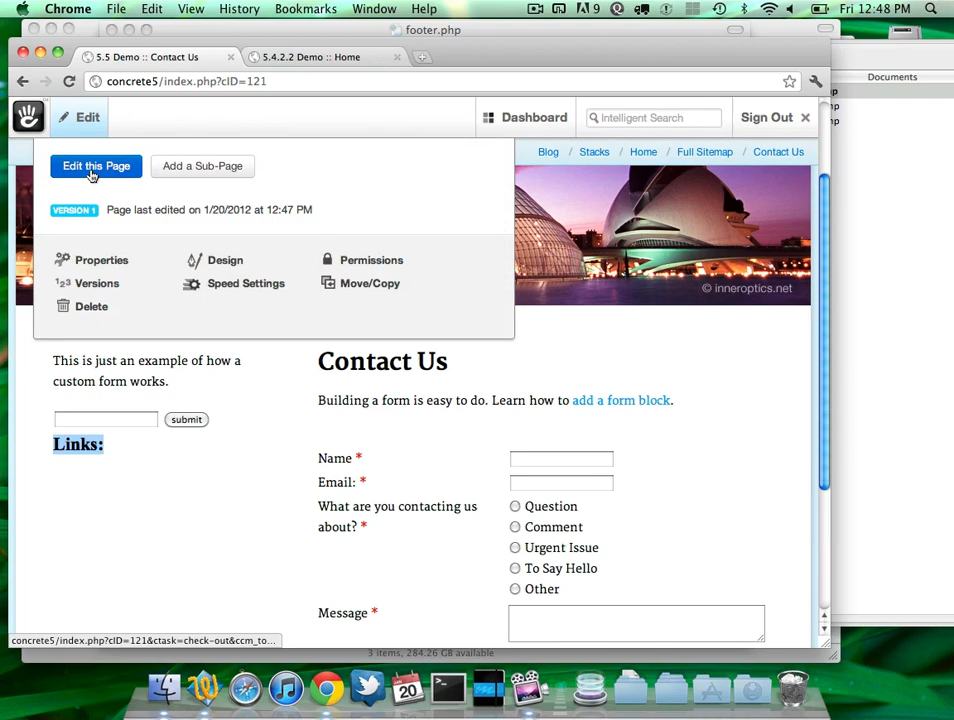 Chrome File Edit View History Bookmarks Window Help 9 Fri 12:48 PM
footer.php
5.5 Demo :: Contact Us
5.4.2.2 Demo :: Home
Documents
concrete5/index.php?cID=121
Edit
Dashboard
Intelligent Search
Sign Out
Edit this Page
Add a Sub-Page
Blog / Stacks / Home / Full Sitemap / Contact Us
VERSION 1 Page last edited on 1/20/2012 at 12:47 PM
Properties
Design
Permissions
123 Versions
Speed Settings
Move/Copy
Delete
© inneroptics.net
This is just an example of how a
custom form works.
submit
Links:
Contact Us
Building a form is easy to do. Learn how to add a form block.
Name *
Email: *
What are you contacting us
about? *
Question
Comment
Urgent Issue
To Say Hello
Other
Message *
concrete5/index.php?cID=121&ctask=check-out&ccm_to...
3 items, 284.26 GB available
20